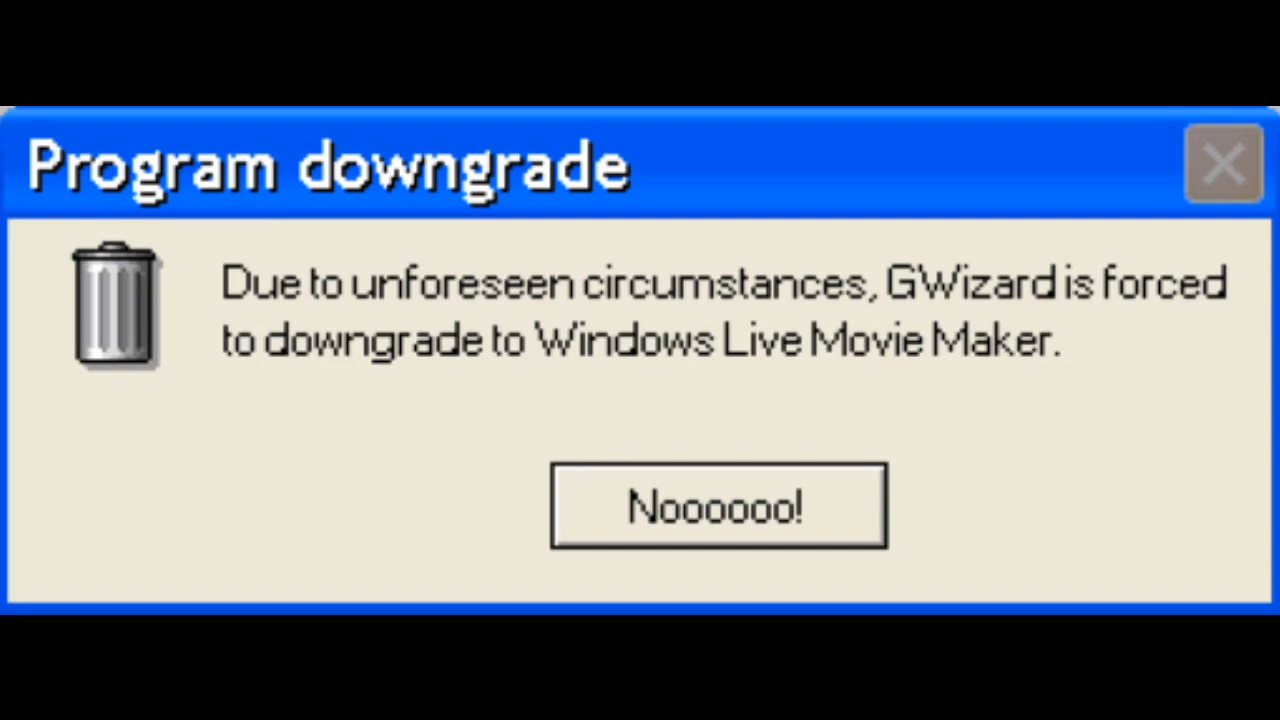 Program downgrade
Due to unforeseen circumstances, GWizard is forced
to downgrade to Windows Live Movie Maker.
Noooooo!